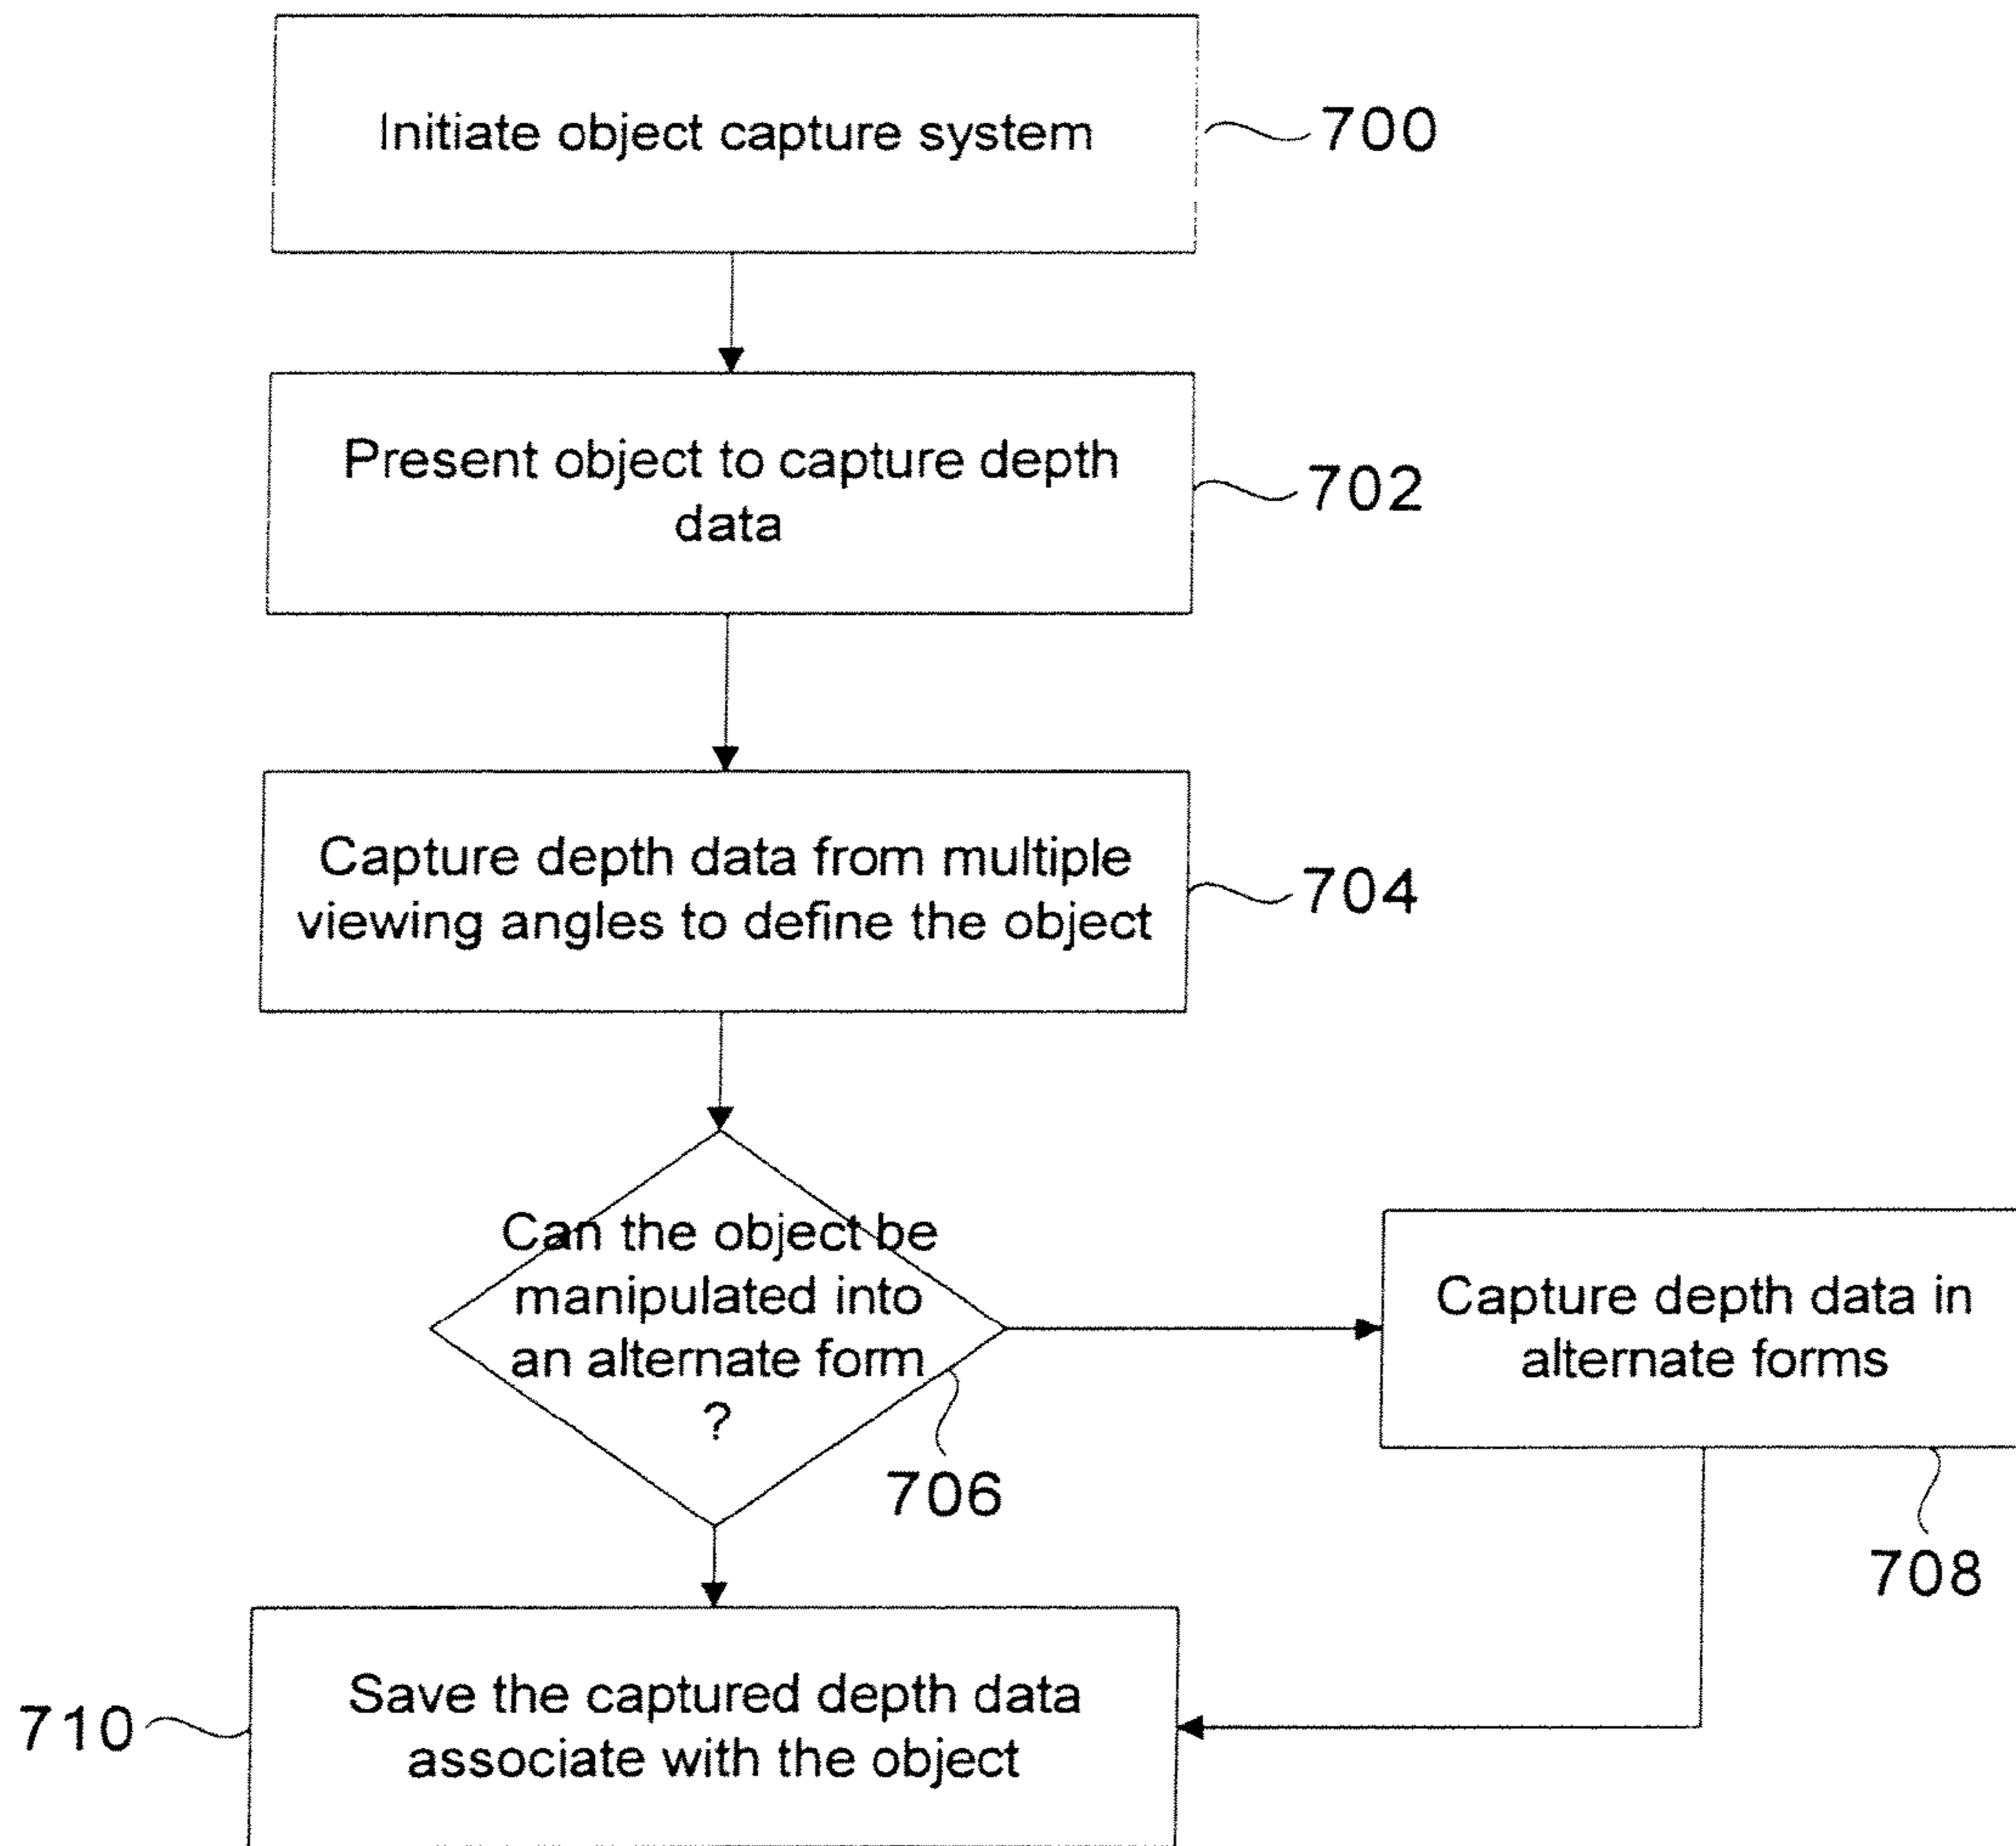 Initiate object capture system
700
Present object to capture depth
data
702
Capture depth data from multiple
viewing angles to define the object
704
Can the object be
manipulated into
an alternate form
?
706
Capture depth data in
alternate forms
708
Save the captured depth data
associate with the object
710